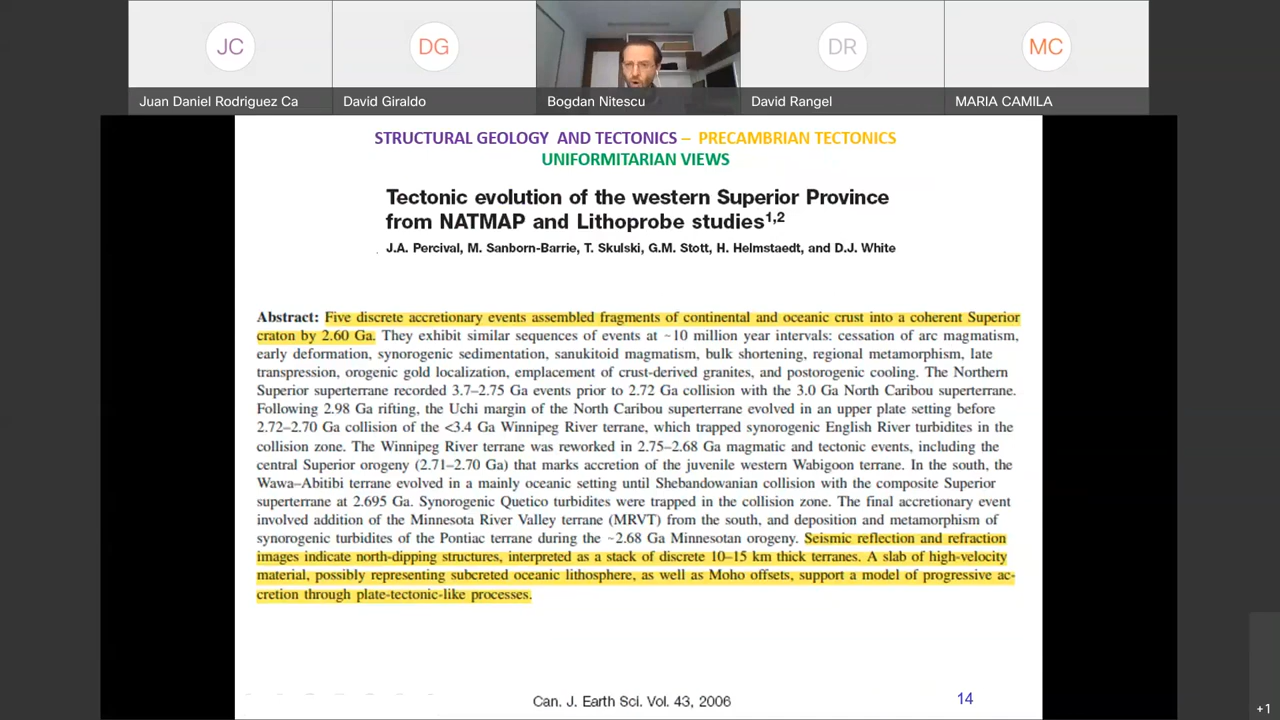 JC
DG
DR
MC
Juan Daniel Rodriguez Ca
David Giraldo
Bogdan Nitescu
David Rangel
MARIA CAMILA
STRUCTURAL GEOLOGY AND TECTONICS – PRECAMBRIAN TECTONICS
UNIFORMITARIAN VIEWS
Tectonic evolution of the western Superior Province
from NATMAP and Lithoprobe studies1,2
J.A. Percival, M. Sanborn-Barrie, T. Skulski, G.M. Stott, H. Helmstaedt, and D.J. White
Abstract: Five discrete accretionary events assembled fragments of continental and oceanic crust into a coherent Superior
craton by 2.60 Ga. They exhibit similar sequences of events at ~10 million year intervals: cessation of arc magmatism,
early deformation, synorogenic sedimentation, sanukitoid magmatism, bulk shortening, regional metamorphism, late
transpression, orogenic gold localization, emplacement of crust-derived granites, and postorogenic cooling. The Northern
Superior superterrane recorded 3.7–2.75 Ga events prior to 2.72 Ga collision with the 3.0 Ga North Caribou superterrane.
Following 2.98 Ga rifting, the Uchi margin of the North Caribou superterrane evolved in an upper plate setting before
2.72–2.70 Ga collision of the <3.4 Ga Winnipeg River terrane, which trapped synorogenic English River turbidites in the
collision zone. The Winnipeg River terrane was reworked in 2.75–2.68 Ga magmatic and tectonic events, including the
central Superior orogeny (2.71–2.70 Ga) that marks accretion of the juvenile western Wabigoon terrane. In the south, the
Wawa–Abitibi terrane evolved in a mainly oceanic setting until Shebandowanian collision with the composite Superior
superterrane at 2.695 Ga. Synorogenic Quetico turbidites were trapped in the collision zone. The final accretionary event
involved addition of the Minnesota River Valley terrane (MRVT) from the south, and deposition and metamorphism of
synorogenic turbidites of the Pontiac terrane during the ~2.68 Ga Minnesotan orogeny. Seismic reflection and refraction
images indicate north-dipping structures, interpreted as a stack of discrete 10–15 km thick terranes. A slab of high-velocity
material, possibly representing subcreted oceanic lithosphere, as well as Moho offsets, support a model of progressive ac-
cretion through plate-tectonic-like processes.
Can. J. Earth Sci. Vol. 43, 2006
14
+1